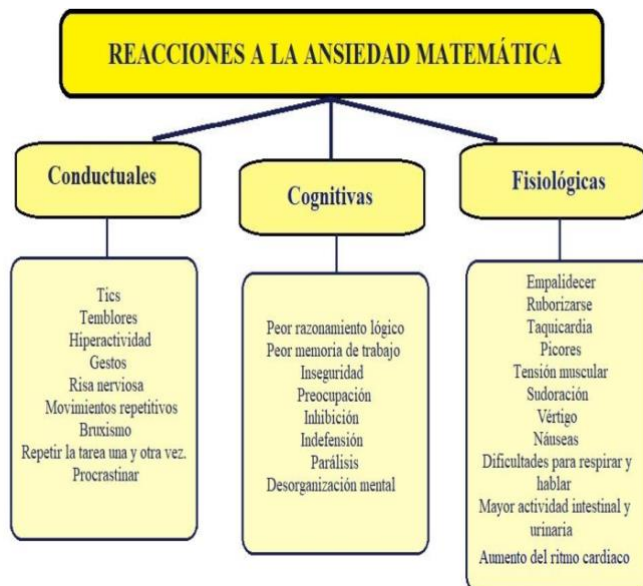 REACCIONES A LA ANSIEDAD MATEMÁTICA
Conductuales
Tics
Temblores
Hiperactividad
Gestos
Risa nerviosa
Movimientos repetitivos
Bruxismo
Repetir la tarea una y otra vez.
Procrastinar
Cognitivas
Peor razonamiento lógico
Peor memoria de trabajo
Inseguridad
Preocupación
Inhibición
Indefensión
Parálisis
Desorganización mental
Fisiológicas
Empalidecer
Ruborizarse
Taquicardia
Picores
Tensión muscular
Sudoración
Vértigo
Náuseas
Dificultades para respirar y
hablar
Mayor actividad intestinal y
urinaria
Aumento del ritmo cardiaco